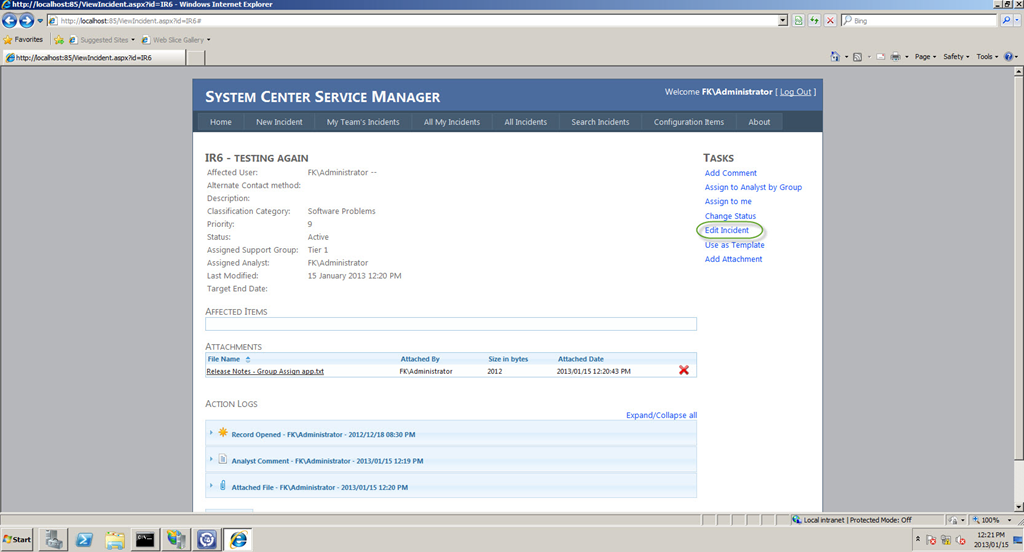 http://localhost:85/ViewIncident.aspx?id=IR6 - Windows Internet Explorer
http://localhost:85/ViewIncident.aspx?id=IR6#
Bing
Favorites Suggested Sites Web Slice Gallery
http://localhost:85/ViewIncident.aspx?id=IR6
Page Safety Tools
SYSTEM CENTER SERVICE MANAGER
Welcome FK\Administrator [ Log Out ]
Home New Incident My Team's Incidents All My Incidents All Incidents Search Incidents Configuration Items About
IR6 - TESTING AGAIN
Affected User: FK\Administrator --
Alternate Contact method:
Description:
Classification Category: Software Problems
Priority: 9
Status: Active
Assigned Support Group: Tier 1
Assigned Analyst: FK\Administrator
Last Modified: 15 January 2013 12:20 PM
Target End Date:
TASKS
Add Comment
Assign to Analyst by Group
Assign to me
Change Status
Edit Incident
Use as Template
Add Attachment
AFFECTED ITEMS
ATTACHMENTS
File Name Attached By Size in bytes Attached Date
Release Notes - Group Assign app.txt FK\Administrator 2012 2013/01/15 12:20:43 PM
ACTION LOGS
Expand/Collapse all
Record Opened - FK\Administrator - 2012/12/18 08:30 PM
Analyst Comment - FK\Administrator - 2013/01/15 12:19 PM
Attached File - FK\Administrator - 2013/01/15 12:20 PM
Local intranet | Protected Mode: Off
100%
Start
12:21 PM
2013/01/15